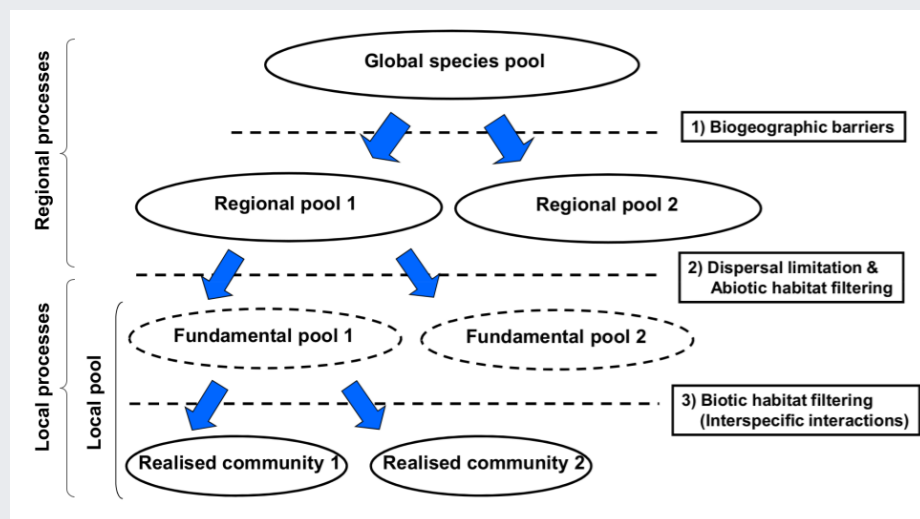 Global species pool
1) Biogeographic barriers
Regional processes
Regional pool 1
Regional pool 2
2) Dispersal limitation &
Abiotic habitat filtering
Fundamental pool 1
Fundamental pool 2
Local processes
Local pool
3) Biotic habitat filtering
(Interspecific interactions)
Realised community 1
Realised community 2